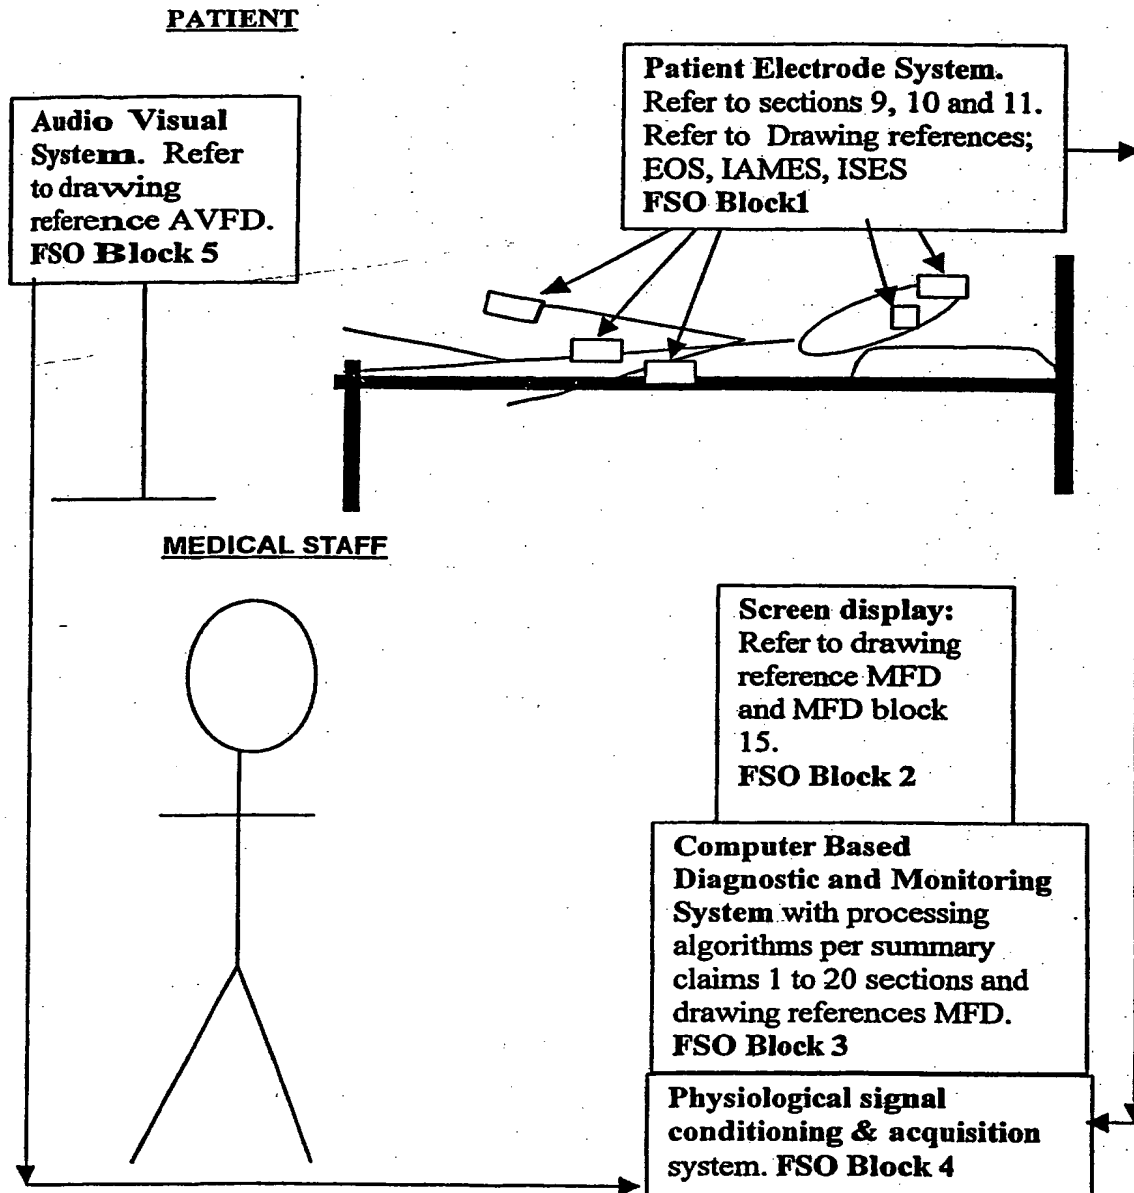 PATIENT
Audio Visual
System. Refer
to drawing
reference AVFD.
FSO Block 5
Patient Electrode System.
Refer to sections 9, 10 and 11.
Refer to Drawing references;
EOS, IAMES, ISES
FSO Block1
MEDICAL STAFF
Screen display:
Refer to drawing
reference MFD
and MFD block
15.
FSO Block 2
Computer Based
Diagnostic and Monitoring
System with processing
algorithms per summary
claims 1 to 20 sections and
drawing references MFD.
FSO Block 3
Physiological signal
conditioning & acquisition
system. FSO Block 4